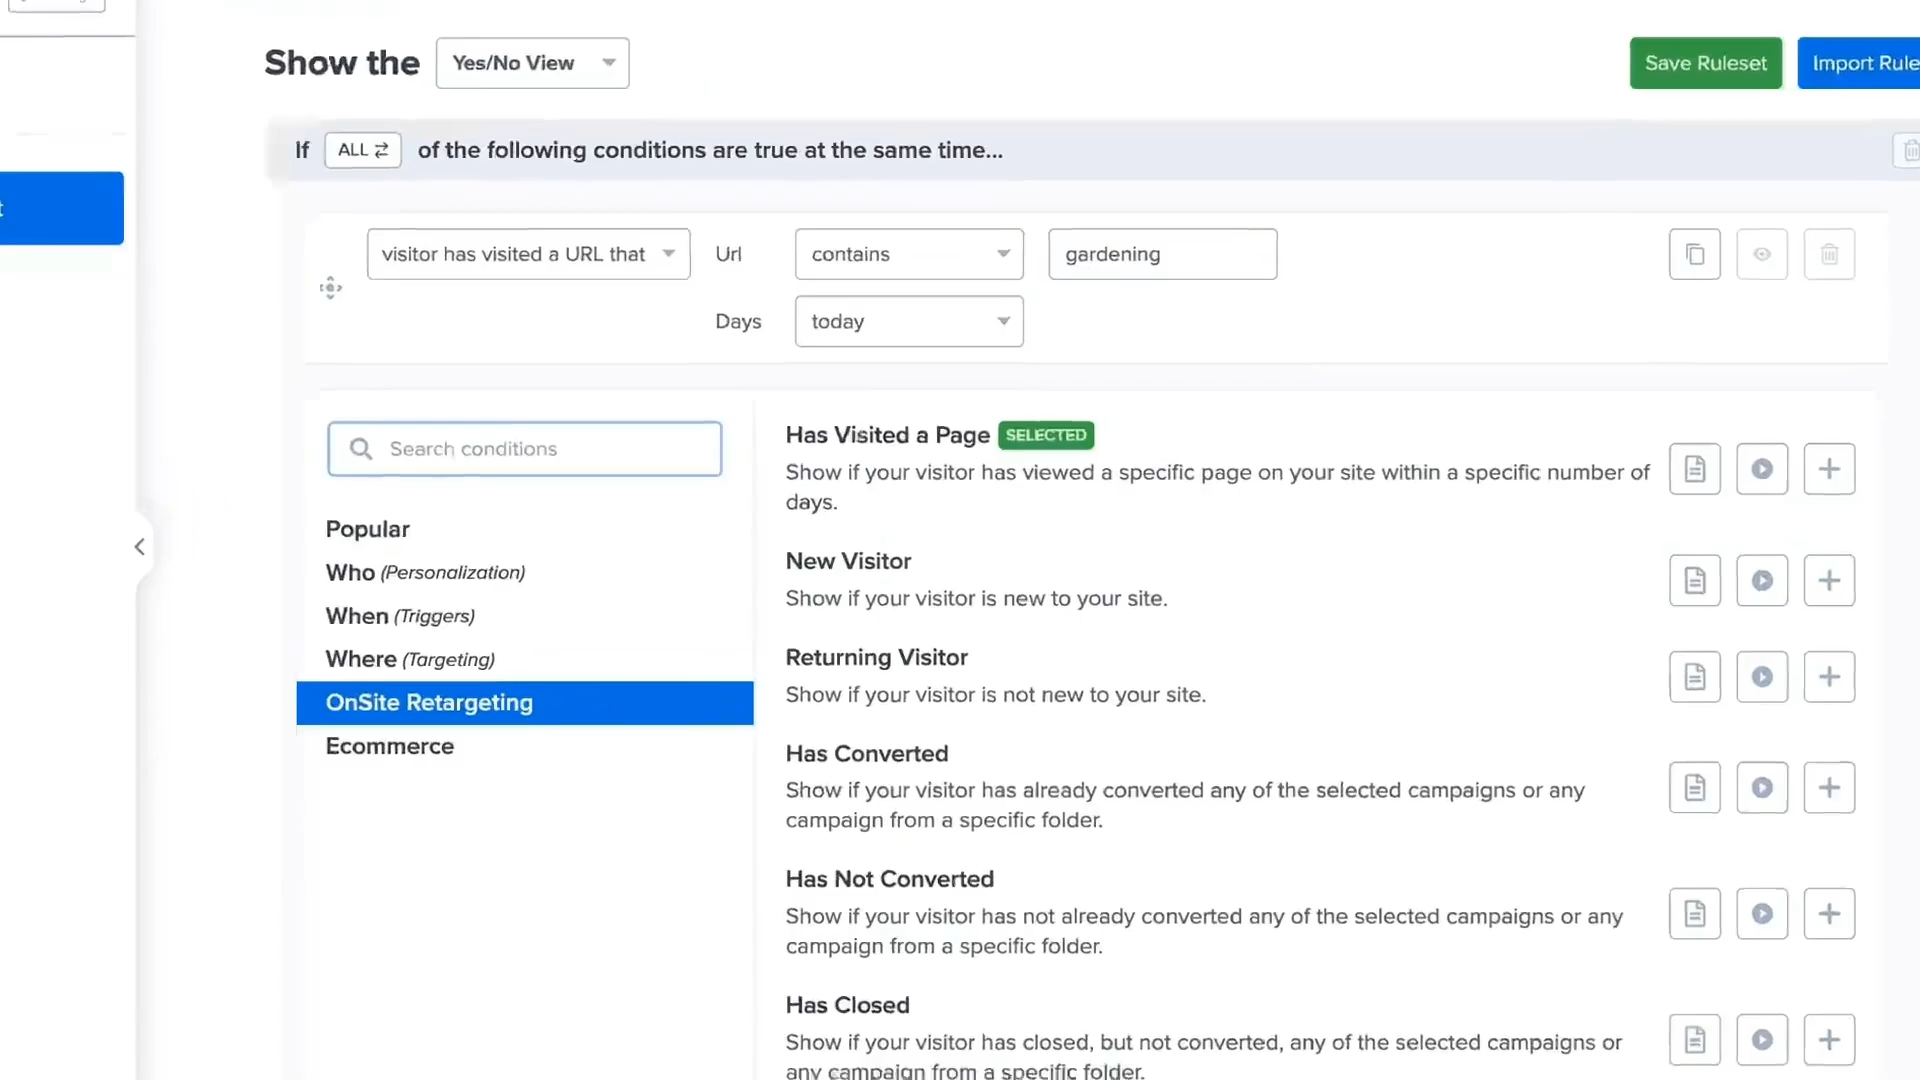 Show the Yes/No View Save Ruleset Import Rule
If ALL of the following conditions are true at the same time...
t
visitor has visited a URL that Url contains gardening
Days today
Search conditions
Popular
Who (Personalization)
When (Triggers)
Where (Targeting)
OnSite Retargeting
Ecommerce
Has Visited a Page SELECTED
Show if your visitor has viewed a specific page on your site within a specific number of
days.
New Visitor
Show if your visitor is new to your site.
Returning Visitor
Show if your visitor is not new to your site.
Has Converted
Show if your visitor has already converted any of the selected campaigns or any
campaign from a specific folder.
Has Not Converted
Show if your visitor has not already converted any of the selected campaigns or any
campaign from a specific folder.
Has Closed
Show if your visitor has closed, but not converted, any of the selected campaigns or
any campaign from a specific folder.